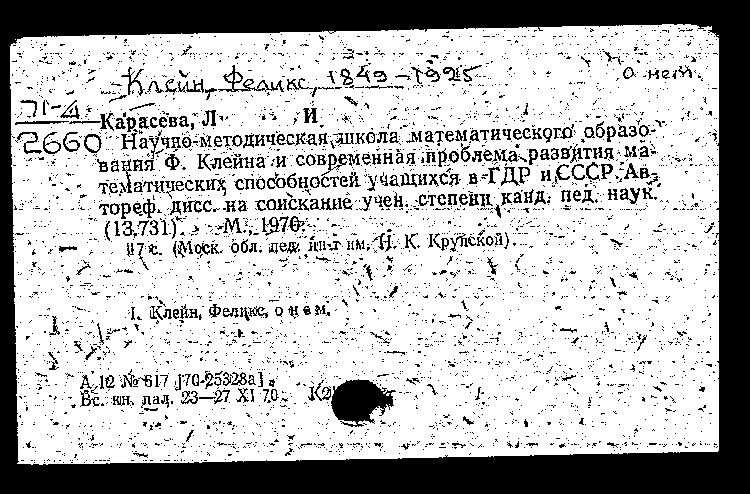 Клейн, Феликс, 1849-1925 о нем.
71-4
2660
Карасева, Л И
Научно-методическая школа математического образо-
вания Ф. Клейна и современная проблема развития ма-
тематических способностей учащихся в ГДР и СССР. Ав-
тореф. дисс. на соискание учен. степени канд. пед. наук.
(13.731). М., 1970.
17 с. (Моск. обл. пед. ин-т им. Н. К. Крупской).
1. Клейн, Феликс, о нем.
А 12 № 617 [70-25328а]
Вс. кн. пал. 23—27 XI 70